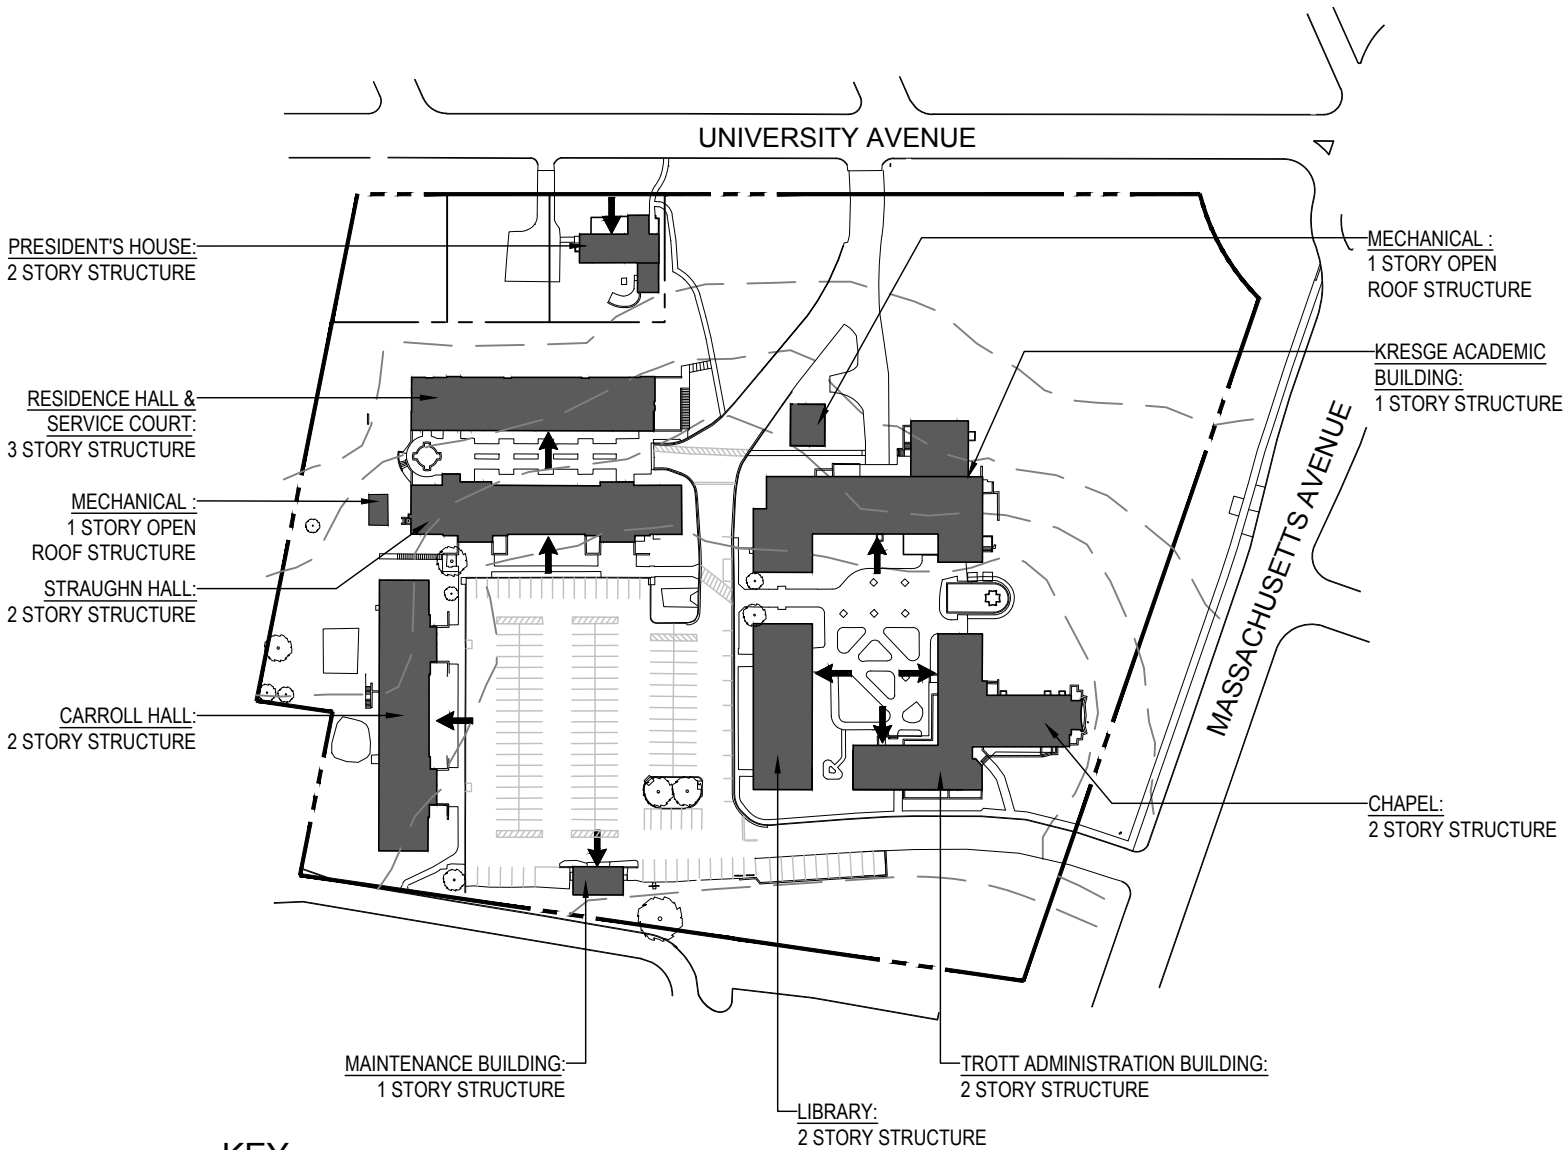 UNIVERSITY AVENUE
PRESIDENT'S HOUSE:
2 STORY STRUCTURE
RESIDENCE HALL &
SERVICE COURT:
3 STORY STRUCTURE
MECHANICAL :
1 STORY OPEN
ROOF STRUCTURE
STRAUGHN HALL:
2 STORY STRUCTURE
CARROLL HALL:
2 STORY STRUCTURE
MECHANICAL :
1 STORY OPEN
ROOF STRUCTURE
KRESGE ACADEMIC
BUILDING:
1 STORY STRUCTURE
MASSACHUSETTS AVENUE
CHAPEL:
2 STORY STRUCTURE
MAINTENANCE BUILDING:
1 STORY STRUCTURE
TROTT ADMINISTRATION BUILDING:
2 STORY STRUCTURE
LIBRARY:
2 STORY STRUCTURE
KEY